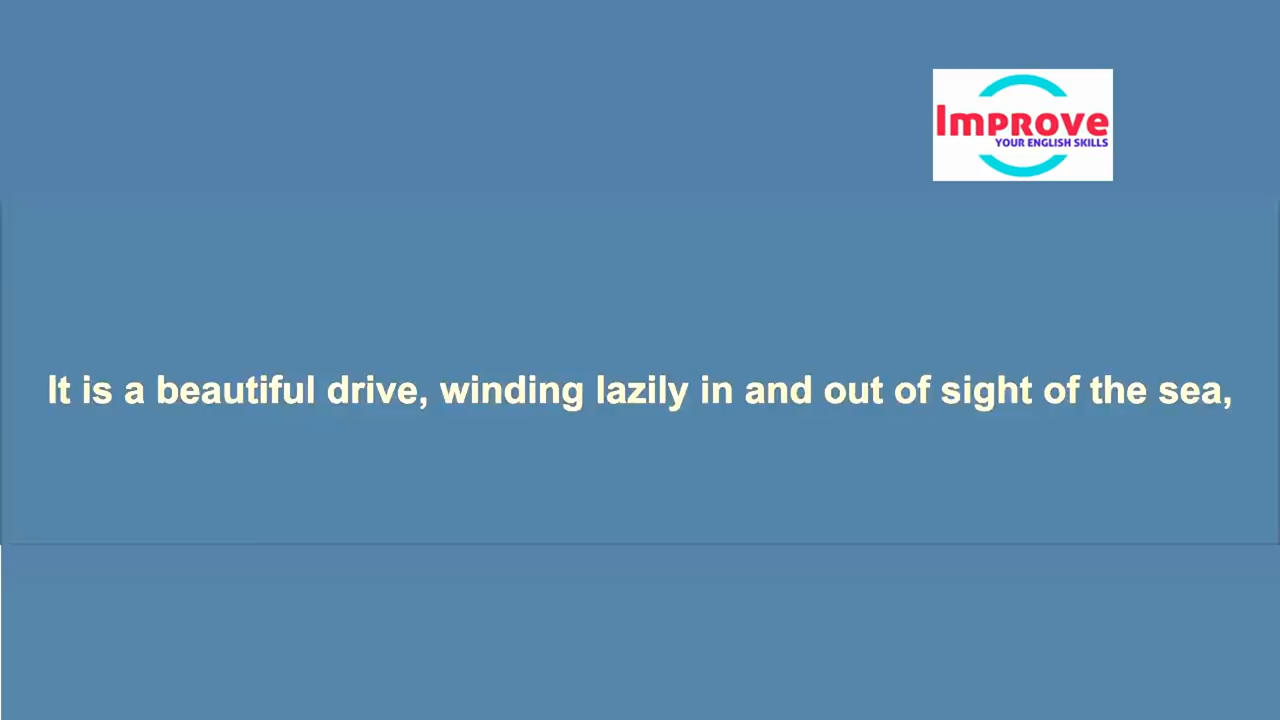 Improve
YOUR ENGLISH SKILLS
It is a beautiful drive, winding lazily in and out of sight of the sea,